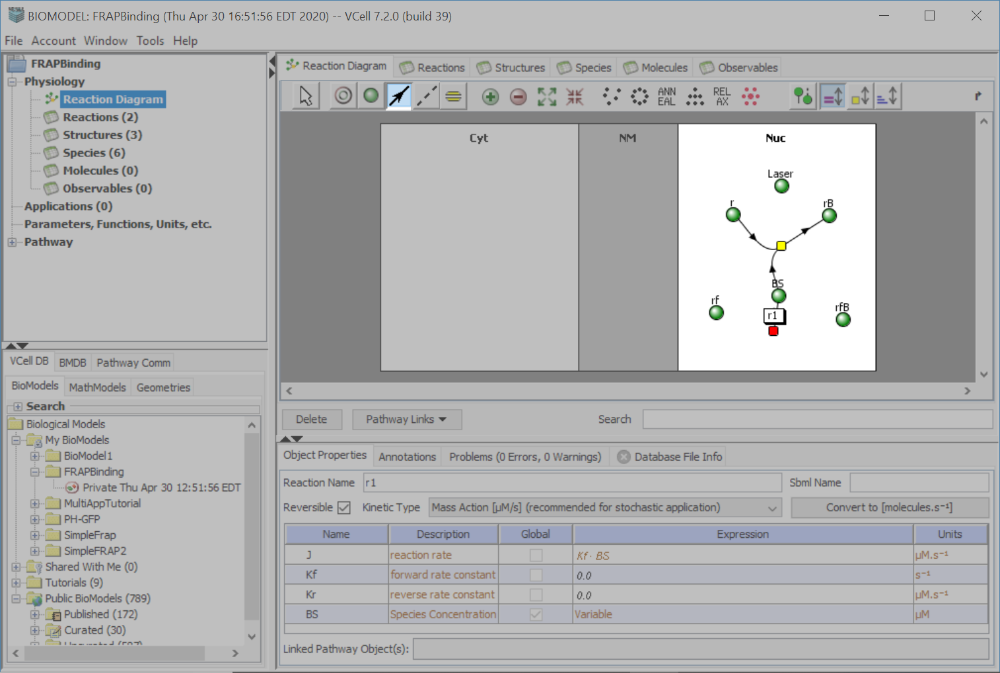 BIOMODEL: FRAPBinding (Thu Apr 30 16:51:56 EDT 2020) -- VCell 7.2.0 (build 39)
File Account Window Tools Help
FRAPBinding
Physiology
Reaction Diagram
Reactions (2)
Structures (3)
Species (6)
Molecules (0)
Observables (0)
Applications (0)
Parameters, Functions, Units, etc.
Pathway
VCell DB BMDB Pathway Comm
BioModels MathModels Geometries
Search
Biological Models
My BioModels
BioModel1
FRAPBinding
Private Thu Apr 30 12:51:56 EDT
MultiAppTutorial
PH-GFP
SimpleFrap
SimpleFRAP2
Shared With Me (0)
Tutorials (9)
Public BioModels (789)
Published (172)
Curated (30)
Reaction Diagram Reactions Structures Species Molecules Observables
ANN EAL REL AX
Cyt NM Nuc
Laser
r rB
BS
rf rfB
r1
Delete Pathway Links Search
Object Properties Annotations Problems (0 Errors, 0 Warnings) Database File Info
Reaction Name r1 Sbml Name
Reversible Kinetic Type Mass Action [µM/s] (recommended for stochastic application) Convert to [molecules.s⁻¹]
Name Description Global Expression Units
J reaction rate Kf · BS µM.s⁻¹
Kf forward rate constant 0.0 s⁻¹
Kr reverse rate constant 0.0 µM.s⁻¹
BS Species Concentration Variable µM
Linked Pathway Object(s):